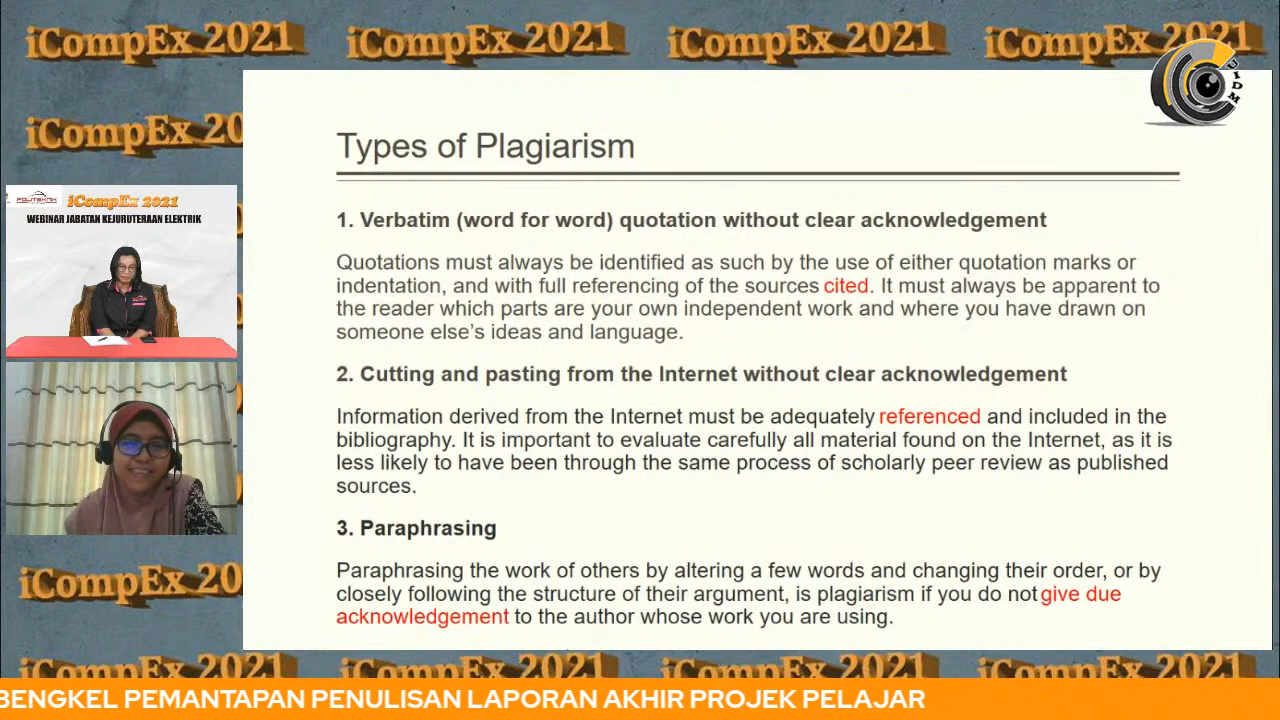 iCompEx 2021 iCompEx 2021 iCompEx 2021 iCompEx 2021
UIDM
iCompEx 20
Types of Plagiarism
POLITEKNIK
iCompEx 2021
WEBINAR JABATAN KEJURUTERAAN ELEKTRIK
1. Verbatim (word for word) quotation without clear acknowledgement
Quotations must always be identified as such by the use of either quotation marks or
indentation, and with full referencing of the sources cited. It must always be apparent to
the reader which parts are your own independent work and where you have drawn on
someone else’s ideas and language.
2. Cutting and pasting from the Internet without clear acknowledgement
Information derived from the Internet must be adequately referenced and included in the
bibliography. It is important to evaluate carefully all material found on the Internet, as it is
less likely to have been through the same process of scholarly peer review as published
sources.
3. Paraphrasing
Paraphrasing the work of others by altering a few words and changing their order, or by
closely following the structure of their argument, is plagiarism if you do not give due
acknowledgement to the author whose work you are using.
iCompEx 20
iCompEx 2021 iCompEx 2021 iCompEx 2021 iCompEx 2021
BENGKEL PEMANTAPAN PENULISAN LAPORAN AKHIR PROJEK PELAJAR